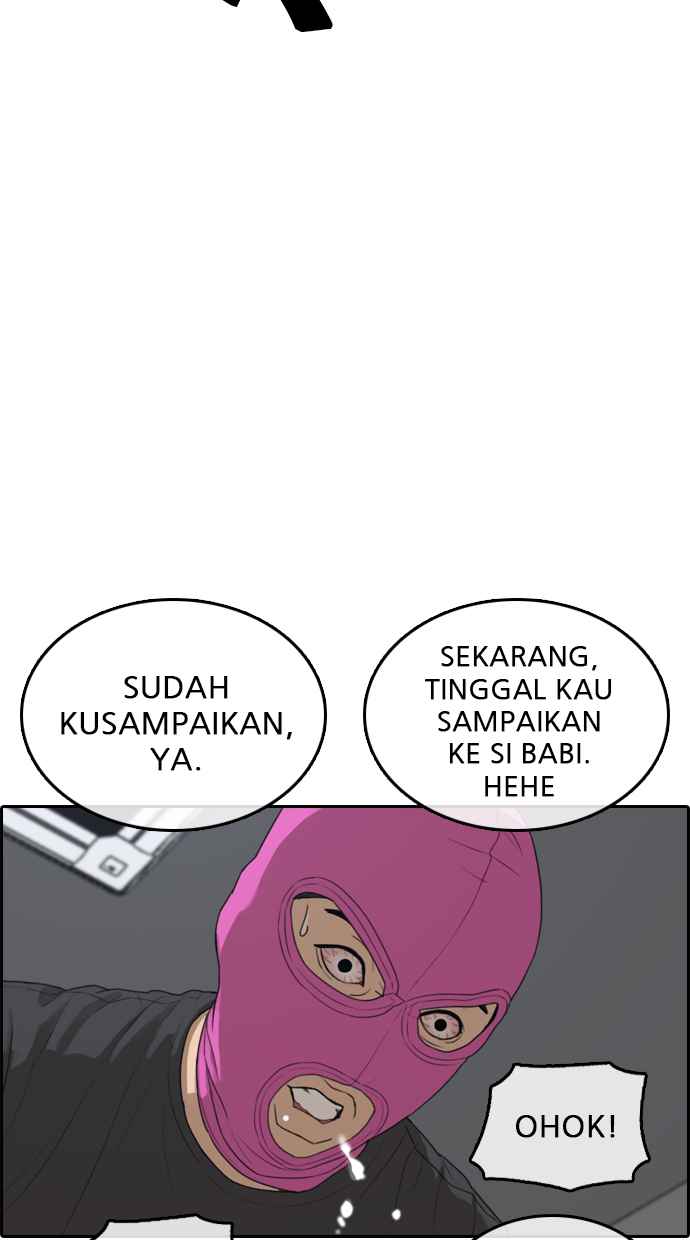 SUDAH
KUSAMPAIKAN,
YA.
SEKARANG,
TINGGAL KAU
SAMPAIKAN
KE SI BABI.
HEHE
OHOK!